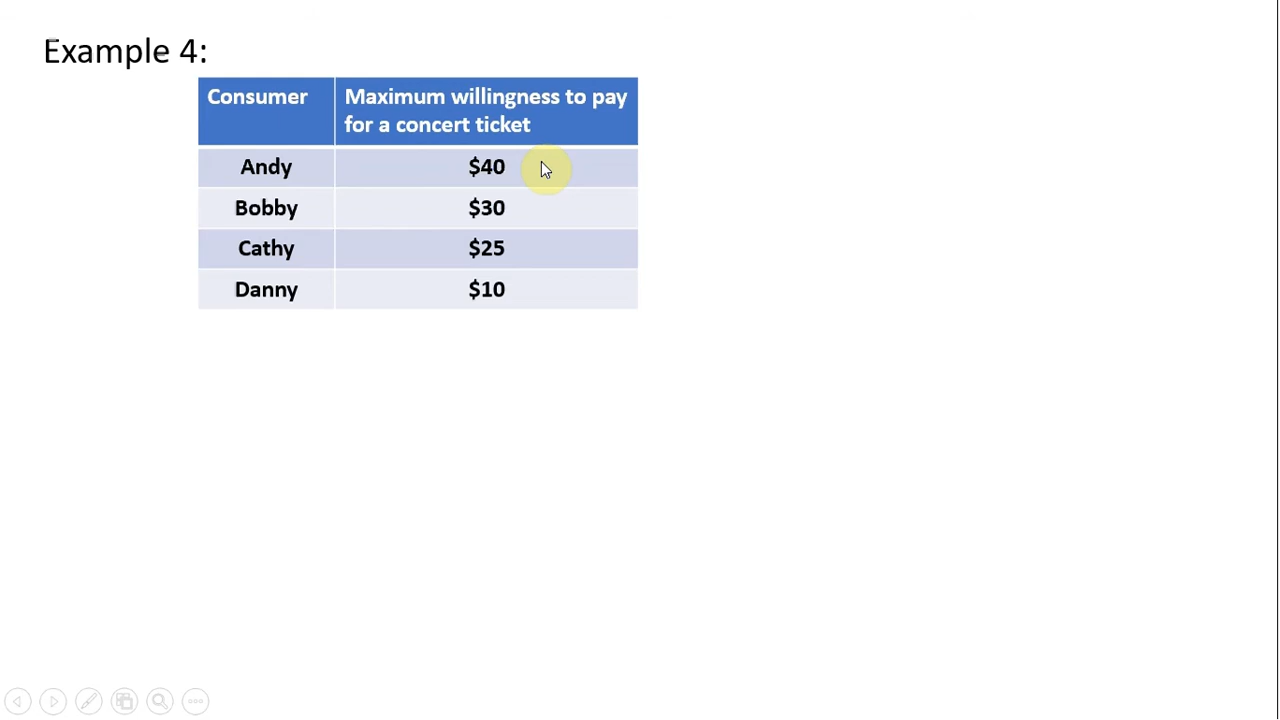 Example 4:
Consumer
Maximum willingness to pay
for a concert ticket
Andy
$40
Bobby
$30
Cathy
$25
Danny
$10